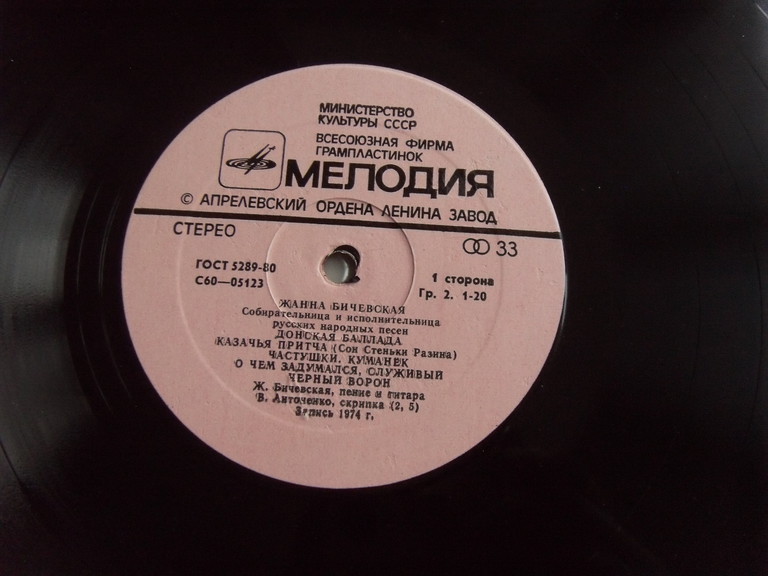 МИНИСТЕРСТВО
КУЛЬТУРЫ СССР
ВСЕСОЮЗНАЯ ФИРМА
ГРАМПЛАСТИНОК
МЕЛОДИЯ
© АПРЕЛЕВСКИЙ ОРДЕНА ЛЕНИНА ЗАВОД
СТЕРЕО
33
ГОСТ 5289-80
С60—05123
1 сторона
Гр. 2. 1-20
ЖАННА БИЧЕВСКАЯ
Собирательница и исполнительница
русских народных песен
ДОНСКАЯ БАЛЛАДА
КАЗАЧЬЯ ПРИТЧА (Сон Стеньки Разина)
ЧАСТУШКИ. КУМАНЕК
О ЧЕМ ЗАДУМАЛСЯ, СЛУЖИВЫЙ
ЧЕРНЫЙ ВОРОН
Ж. Бичевская, пение и гитара
В. Антоненко, скрипка (2, 5)
Запись 1974 г.